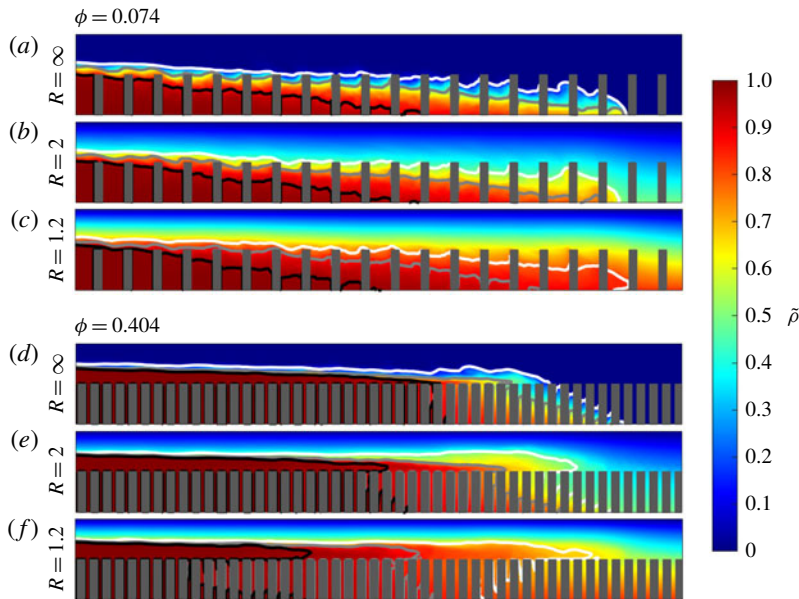 ϕ = 0.074
(a) R = ∞
(b) R = 2
(c) R = 1.2
ϕ = 0.404
(d) R = ∞
(e) R = 2
(f) R = 1.2
1.0
0.9
0.8
0.7
0.6
0.5
0.4
0.3
0.2
0.1
0
ρ̃